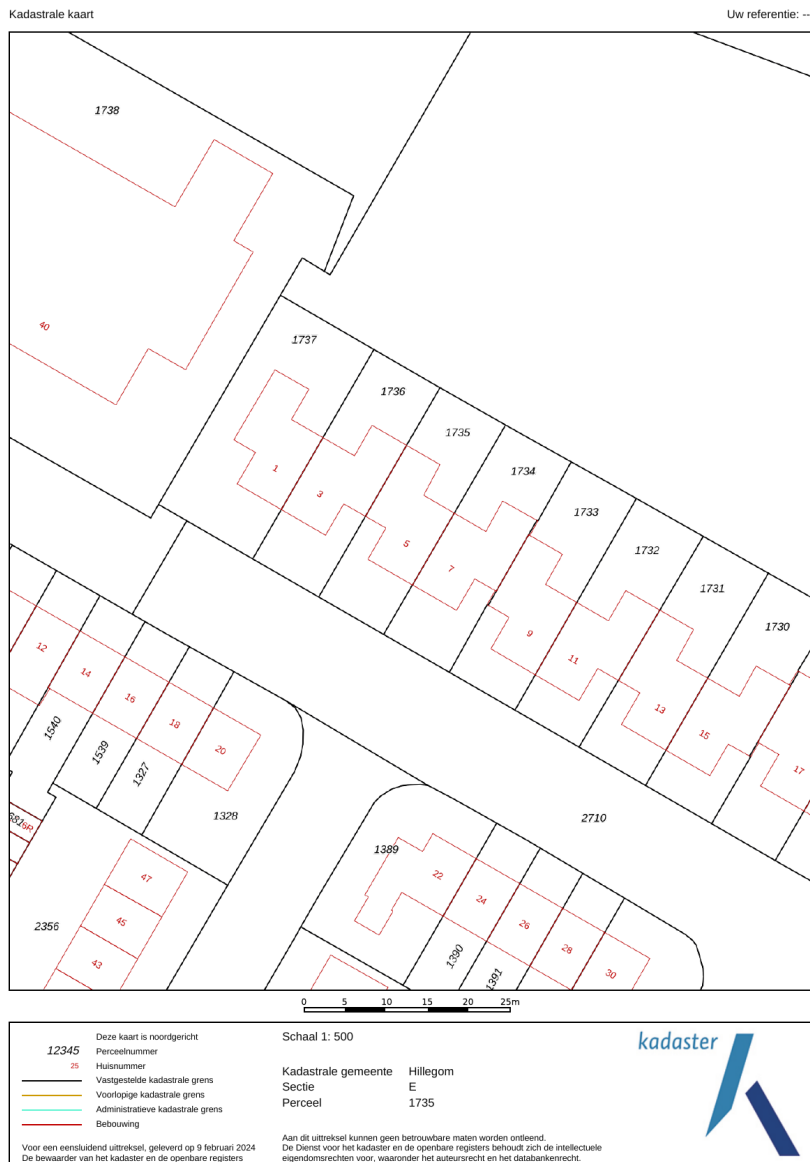 Kadastrale kaart
Uw referentie: --
1738
40
1737
1736
1735
1734
1733
1732
1731
1730
1
3
5
7
9
11
13
15
17
12
14
16
18
20
1540
1539
1327
1328
6R
2710
1389
22
24
26
28
30
1390
1391
47
45
43
2356
0 5 10 15 20 25m
Deze kaart is noordgericht
12345 Perceelnummer
25 Huisnummer
Vastgestelde kadastrale grens
Voorlopige kadastrale grens
Administratieve kadastrale grens
Bebouwing
Voor een eensluidend uittreksel, geleverd op 9 februari 2024
De bewaarder van het kadaster en de openbare registers
Schaal 1: 500
Kadastrale gemeente Hillegom
Sectie E
Perceel 1735
Aan dit uittreksel kunnen geen betrouwbare maten worden ontleend.
De Dienst voor het kadaster en de openbare registers behoudt zich de intellectuele
eigendomsrechten voor, waaronder het auteursrecht en het databankenrecht.
kadaster